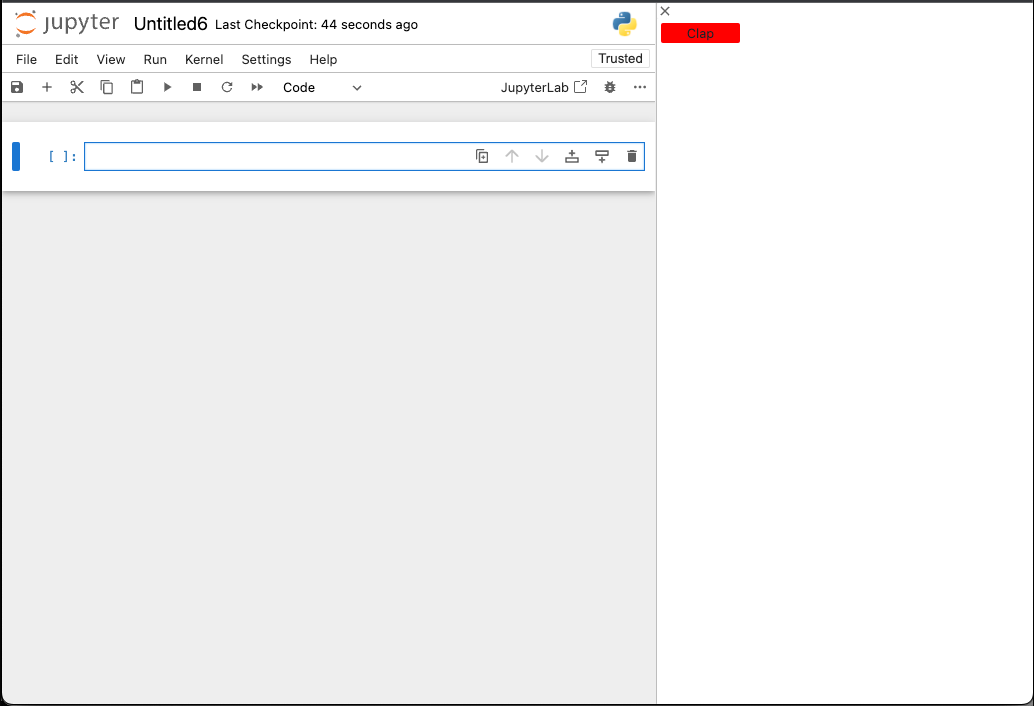 jupyter Untitled6 Last Checkpoint: 44 seconds ago
File Edit View Run Kernel Settings Help Trusted
Code JupyterLab
[ ]:
Clap